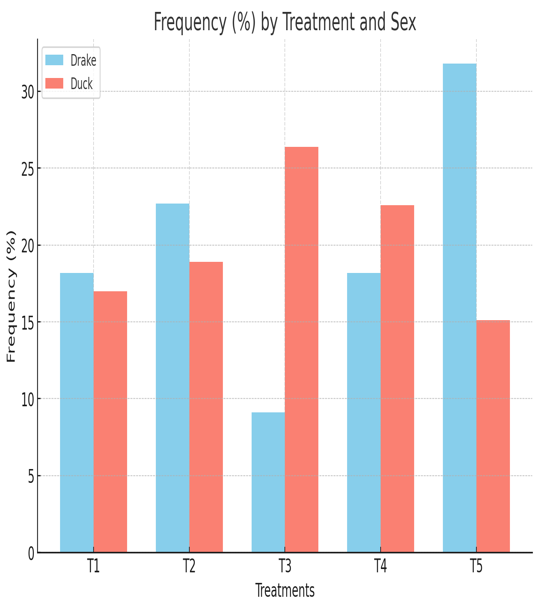 Frequency (%) by Treatment and Sex
Drake
Duck
Frequency (%)
30
25
20
15
10
5
0
T1 T2 T3 T4 T5
Treatments